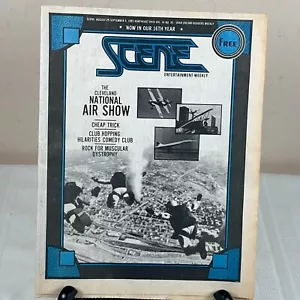 NOW IN OUR 16TH YEAR
FREE
SCENE
ENTERTAINMENT WEEKLY
THE
CLEVELAND
NATIONAL
AIR SHOW
CHEAP TRICK
CLUB HOPPING:
HILARITIES COMEDY CLUB
ROCK FOR MUSCULAR
DYSTROPHY